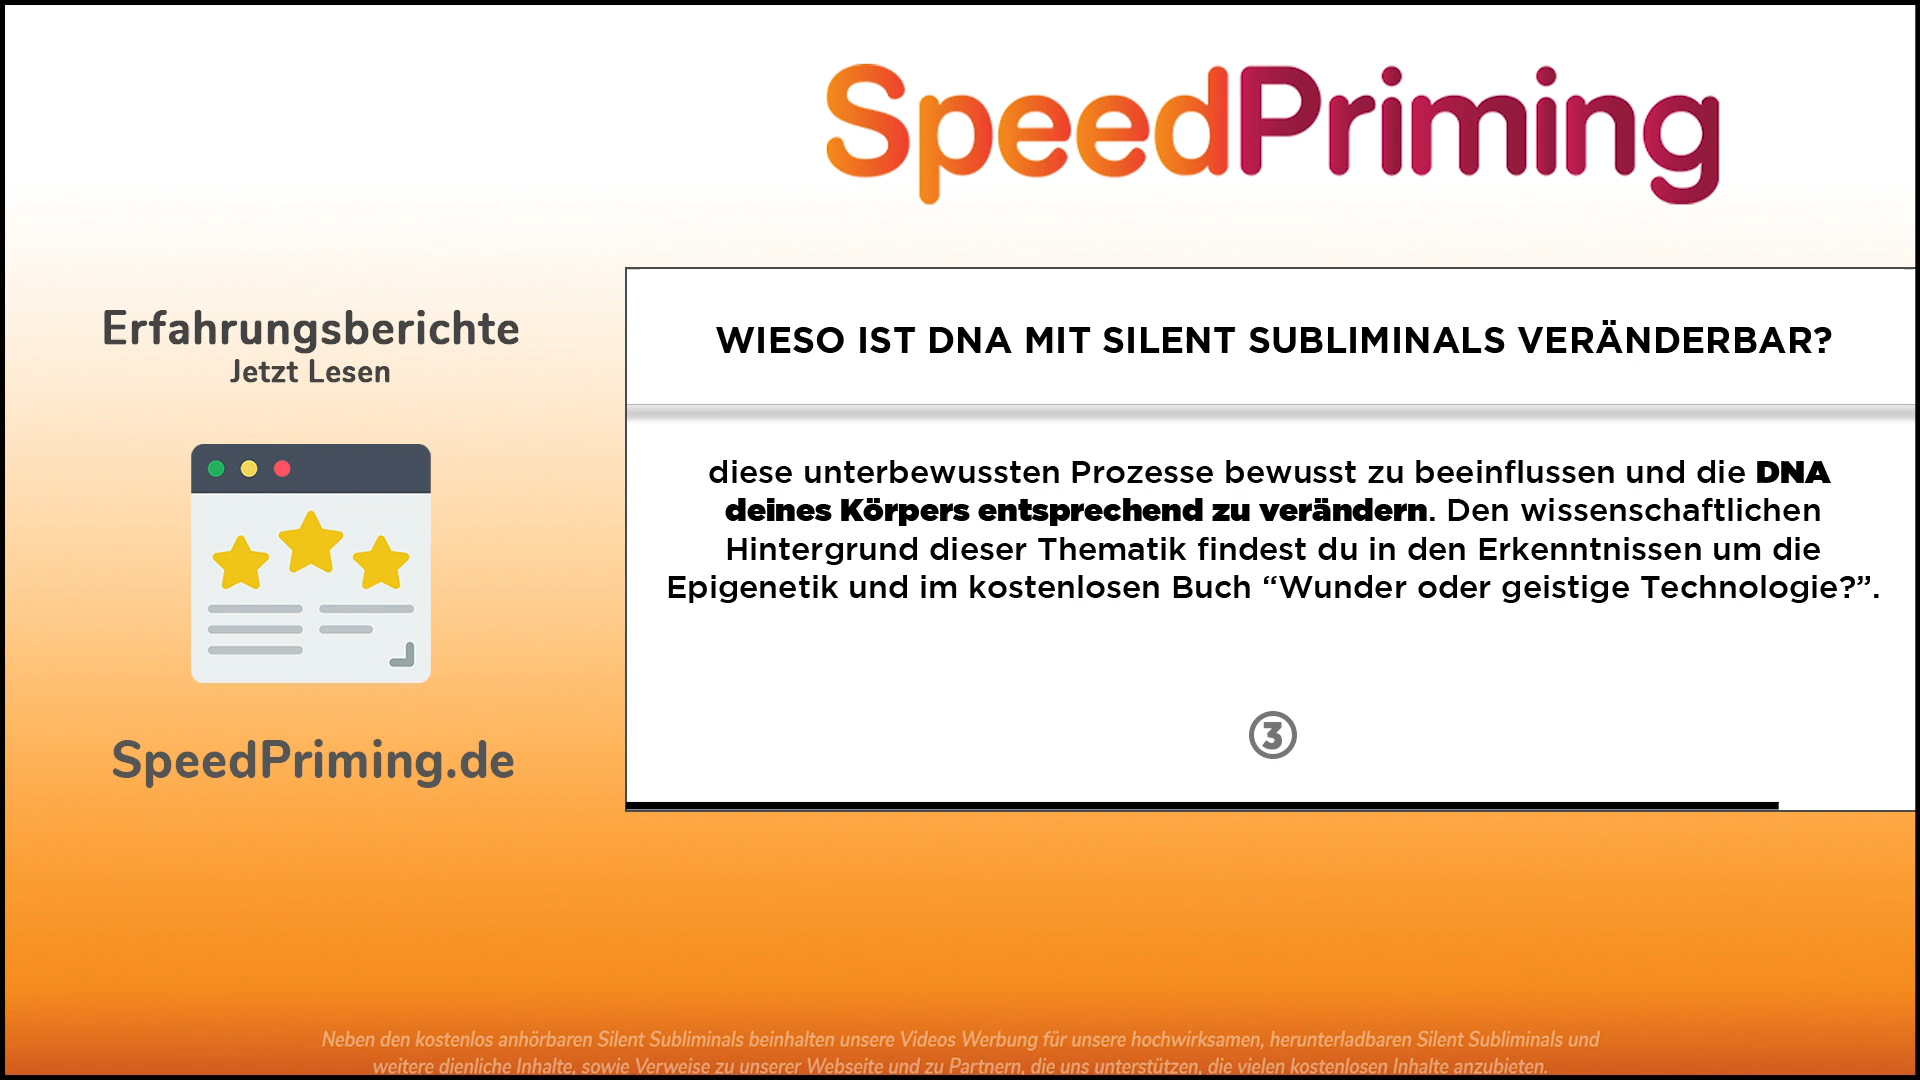 SpeedPriming
Erfahrungsberichte
Jetzt Lesen
SpeedPriming.de
WIESO IST DNA MIT SILENT SUBLIMINALS VERÄNDERBAR?
diese unterbewussten Prozesse bewusst zu beeinflussen und die DNA
deines Körpers entsprechend zu verändern. Den wissenschaftlichen
Hintergrund dieser Thematik findest du in den Erkenntnissen um die
Epigenetik und im kostenlosen Buch “Wunder oder geistige Technologie?”.
3
Neben den kostenlos anhörbaren Silent Subliminals beinhalten unsere Videos Werbung für unsere hochwirksamen, herunterladbaren Silent Subliminals und
weitere dienliche Inhalte, sowie Verweise zu unserer Webseite und zu Partnern, die uns unterstützen, die vielen kostenlosen Inhalte anzubieten.